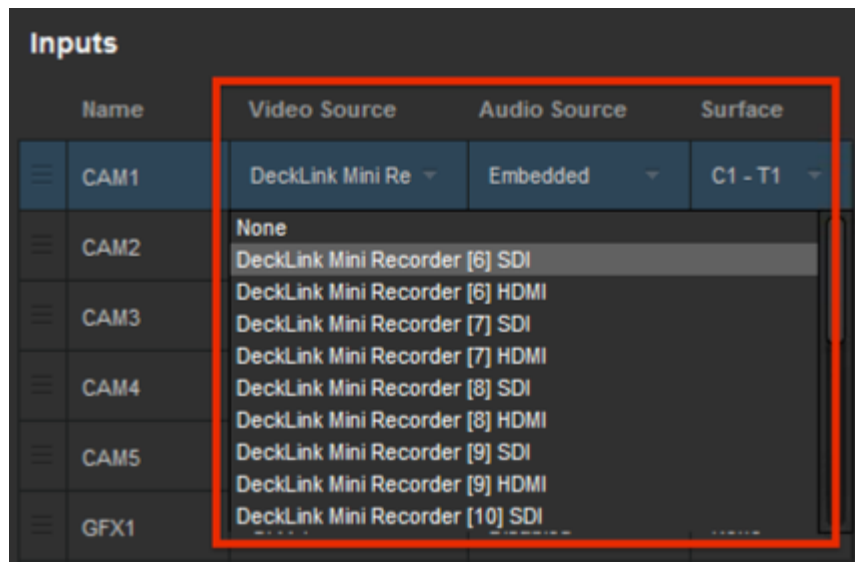 Inputs
Name Video Source Audio Source Surface
CAM1 DeckLink Mini Re Embedded C1 - T1
None
CAM2
DeckLink Mini Recorder [6] SDI
DeckLink Mini Recorder [6] HDMI
CAM3
DeckLink Mini Recorder [7] SDI
DeckLink Mini Recorder [7] HDMI
CAM4
DeckLink Mini Recorder [8] SDI
DeckLink Mini Recorder [8] HDMI
CAM5
DeckLink Mini Recorder [9] SDI
DeckLink Mini Recorder [9] HDMI
GFX1
DeckLink Mini Recorder [10] SDI